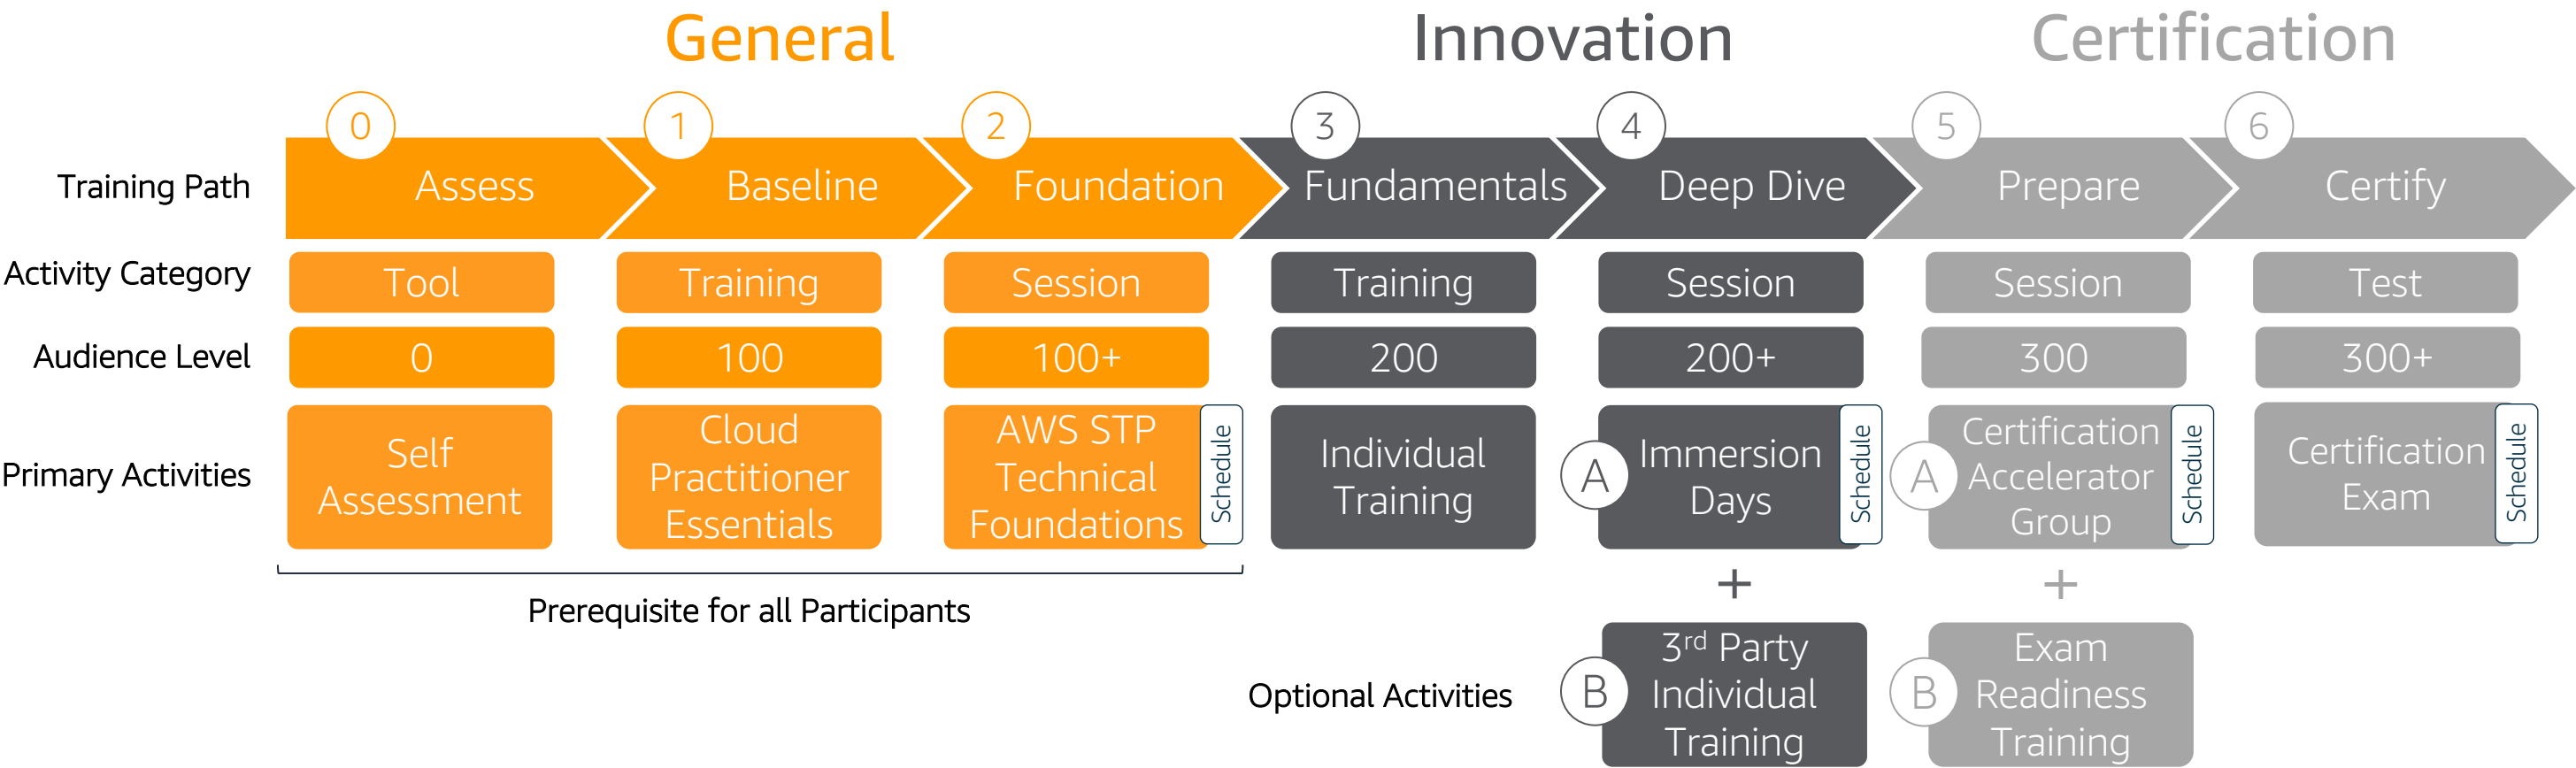 General
Innovation
Certification
0
1
2
3
4
5
6
Training Path
Assess
Baseline
Foundation
Fundamentals
Deep Dive
Prepare
Certify
Activity Category
Tool
Training
Session
Training
Session
Session
Test
Audience Level
0
100
100+
200
200+
300
300+
Primary Activities
Self
Assessment
Cloud
Practitioner
Essentials
AWS STP
Technical
Foundations
Schedule
Individual
Training
A
Immersion
Days
Schedule
A
Certification
Accelerator
Group
Schedule
Certification
Exam
Schedule
Prerequisite for all Participants
+
+
Optional Activities
B
3rd Party
Individual
Training
B
Exam
Readiness
Training